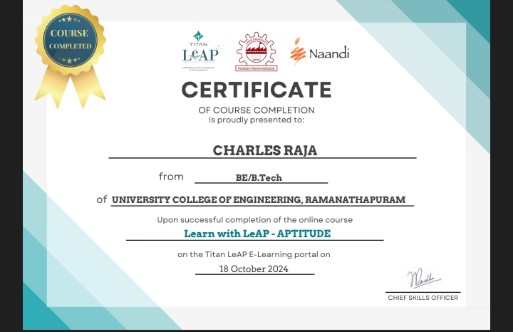 COURSE
COMPLETED
TITAN
LeAP
Naandi
CERTIFICATE
OF COURSE COMPLETION
is proudly presented to:
CHARLES RAJA
from BE/B.Tech
of UNIVERSITY COLLEGE OF ENGINEERING, RAMANATHAPURAM
Upon successful completion of the online course
Learn with LeAP - APTITUDE
on the Titan LeAP E-Learning portal on
18 October 2024
CHIEF SKILLS OFFICER